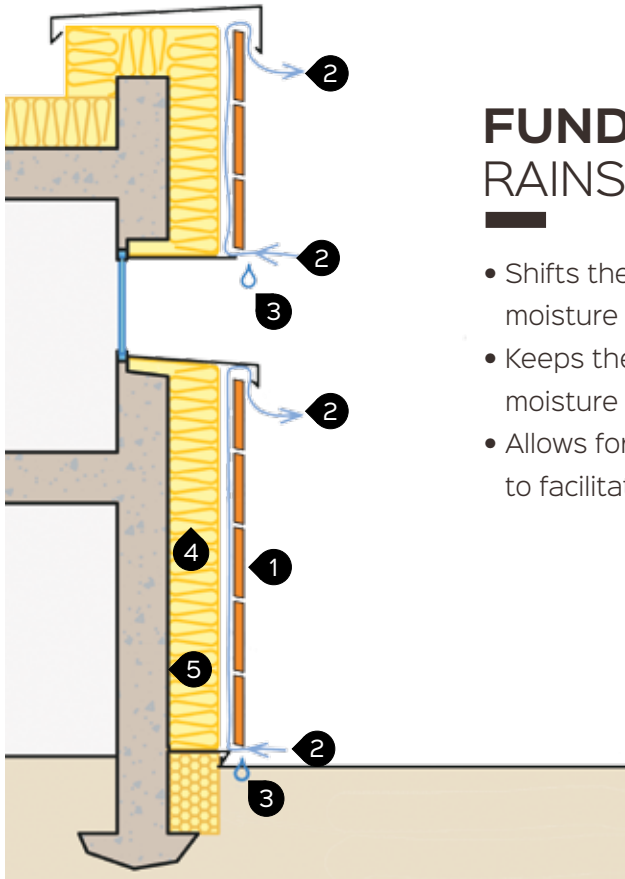 2
FUND
RAINS
2
• Shifts the
3
moisture
• Keeps the
2
moisture
• Allows for
to facilitat
4
1
5
2
3